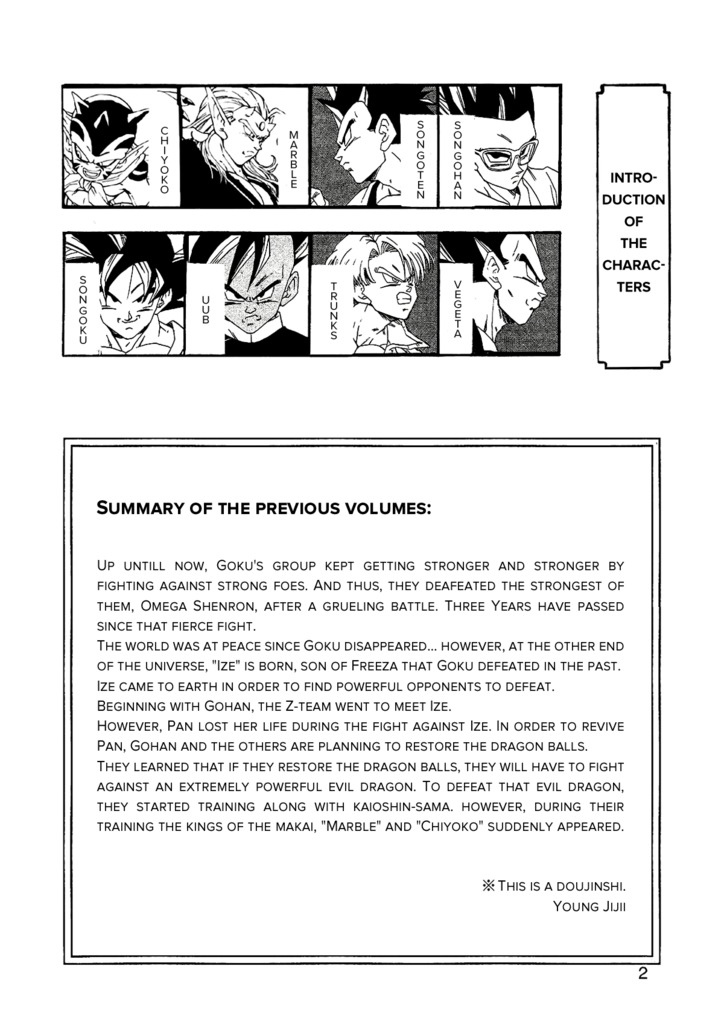 CHIYOKO
MARBLE
SONGOTEN
SONGOHAN
INTRO-
DUCTION
OF
THE
CHARAC-
TERS
SONGOKU
UUB
TRUNKS
VEGETA
SUMMARY OF THE PREVIOUS VOLUMES:
UP UNTILL NOW, GOKU'S GROUP KEPT GETTING STRONGER AND STRONGER BY
FIGHTING AGAINST STRONG FOES. AND THUS, THEY DEAFEATED THE STRONGEST OF
THEM, OMEGA SHENRON, AFTER A GRUELING BATTLE. THREE YEARS HAVE PASSED
SINCE THAT FIERCE FIGHT.
THE WORLD WAS AT PEACE SINCE GOKU DISAPPEARED... HOWEVER, AT THE OTHER END
OF THE UNIVERSE, "IZE" IS BORN, SON OF FREEZA THAT GOKU DEFEATED IN THE PAST.
IZE CAME TO EARTH IN ORDER TO FIND POWERFUL OPPONENTS TO DEFEAT.
BEGINNING WITH GOHAN, THE Z-TEAM WENT TO MEET IZE.
HOWEVER, PAN LOST HER LIFE DURING THE FIGHT AGAINST IZE. IN ORDER TO REVIVE
PAN, GOHAN AND THE OTHERS ARE PLANNING TO RESTORE THE DRAGON BALLS.
THEY LEARNED THAT IF THEY RESTORE THE DRAGON BALLS, THEY WILL HAVE TO FIGHT
AGAINST AN EXTREMELY POWERFUL EVIL DRAGON. TO DEFEAT THAT EVIL DRAGON,
THEY STARTED TRAINING ALONG WITH KAIOSHIN-SAMA. HOWEVER, DURING THEIR
TRAINING THE KINGS OF THE MAKAI, "MARBLE" AND "CHIYOKO" SUDDENLY APPEARED.
※THIS IS A DOUJINSHI.
YOUNG JIJII
2